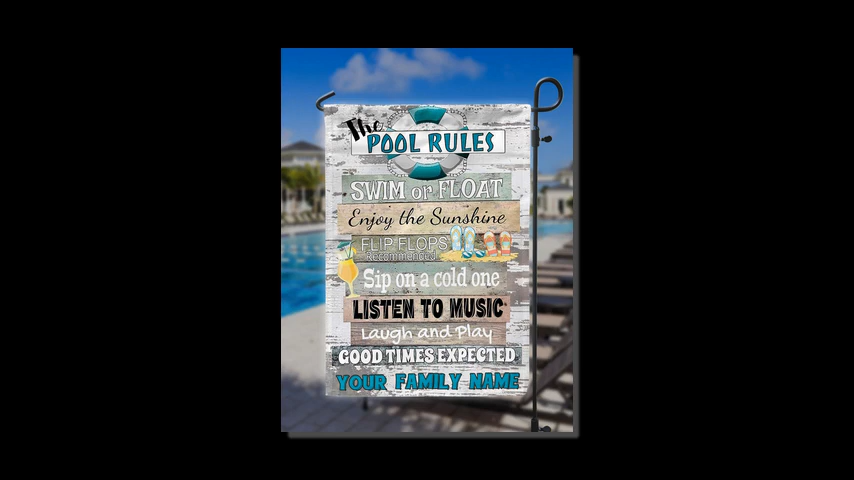 The
POOL RULES
SWIM or FLOAT
Enjoy the Sunshine
FLIP FLOPS
Recommended
Sip on a cold one
LISTEN TO MUSIC
Laugh and Play
GOOD TIMES EXPECTED
YOUR FAMILY NAME